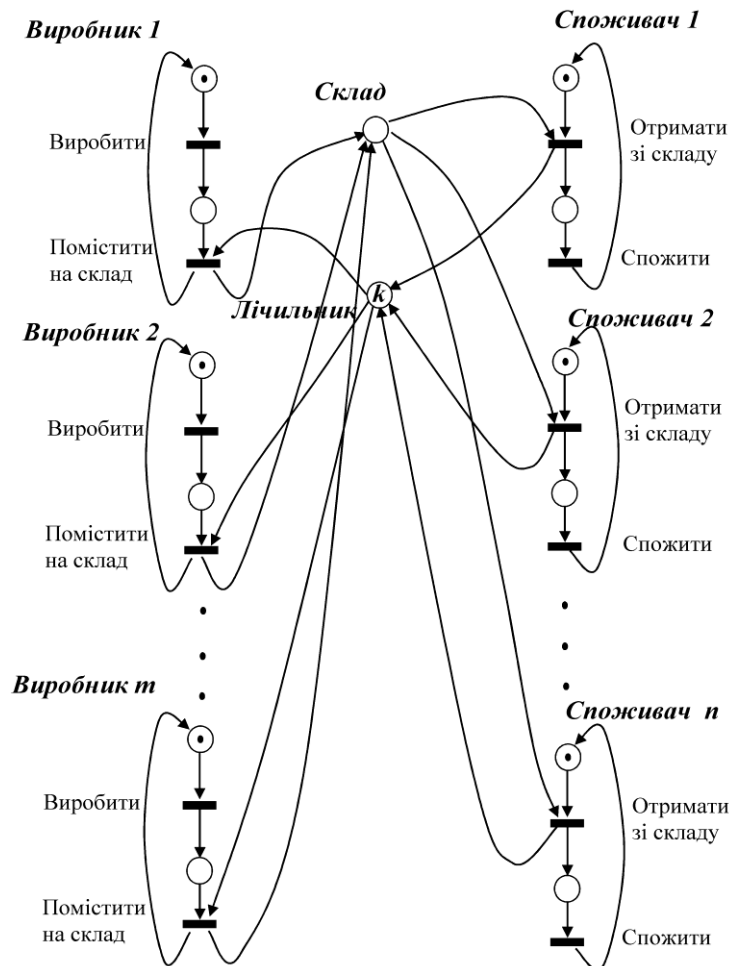 Виробник 1
Споживач 1
Склад
Виробити
Отримати
зі складу
Помістити
на склад
Спожити
k
Лічильник
Виробник 2
Споживач 2
Виробити
Отримати
зі складу
Помістити
на склад
Спожити
Виробник m
Споживач n
Виробити
Отримати
зі складу
Помістити
на склад
Спожити